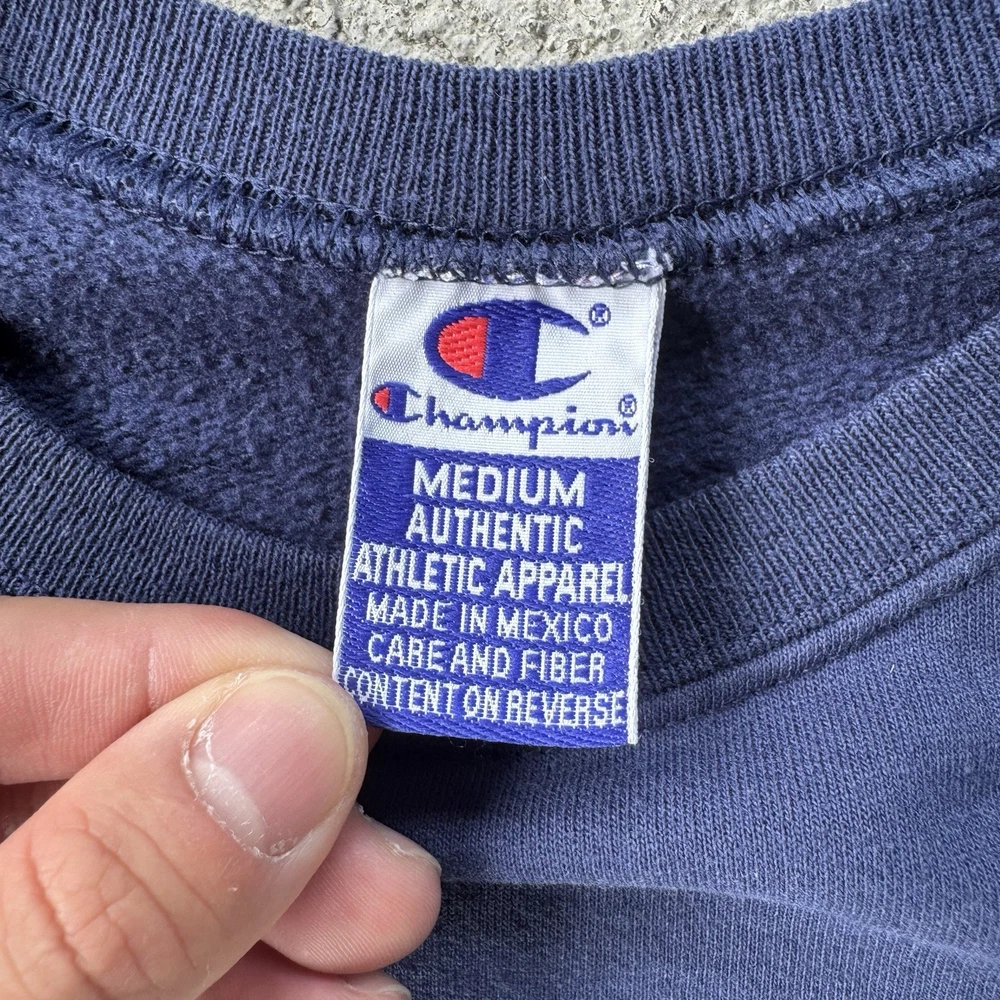 ®
Champion®
MEDIUM
AUTHENTIC
ATHLETIC APPAREL
MADE IN MEXICO
CARE AND FIBER
CONTENT ON REVERSE